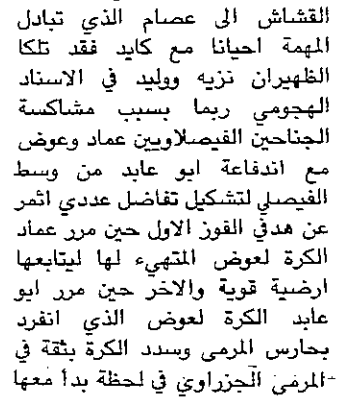 القشاش الى عصام الذي تبادل
المهمة احيانا مع كايد فقد تلكا
الظهيران نزيه ووليد في الاسناد
الهجومي ربما بسبب مشاكسة
الجناحين الفيصلاويين عماد وعوض
مع اندفاعة ابو عابد من وسط
الفيصلي لتشكيل تفاضل عددي اثمر
عن هدفي الفوز الاول حين مرر عماد
الكرة لعوض المتهيء لها ليتابعها
ارضية قوية والاخر حين مرر ابو
عابد الكرة لعوض الذي انفرد
بحارس المرمى وسدد الكرة بثقة في
المرمى الجزراوي في لحظة بدأ معها